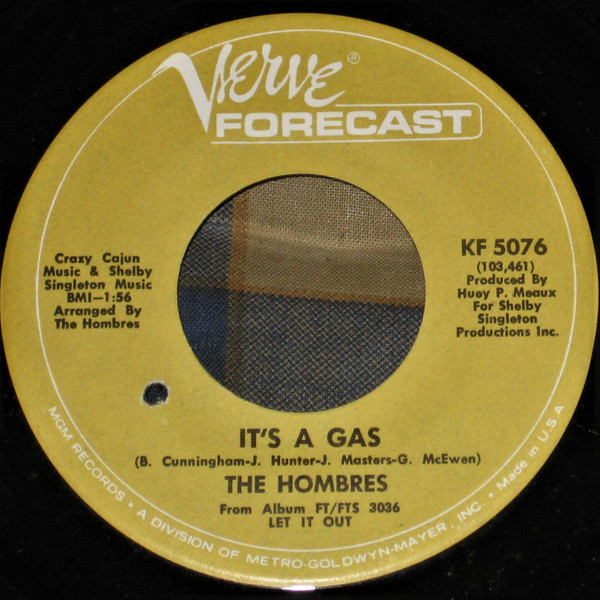 Verve®
FORECAST
Crazy Cajun
Music & Shelby
Singleton Music
BMI—1:56
Arranged By
The Hombres
KF 5076
(103,461)
Produced By
Huey P. Meaux
For Shelby
Singleton
Productions Inc.
IT'S A GAS
(B. Cunningham-J. Hunter-J. Masters-G. McEwen)
THE HOMBRES
From Album FT/FTS 3036
LET IT OUT
MGM RECORDS • A DIVISION OF METRO-GOLDWYN-MAYER, INC. • Made in U.S.A